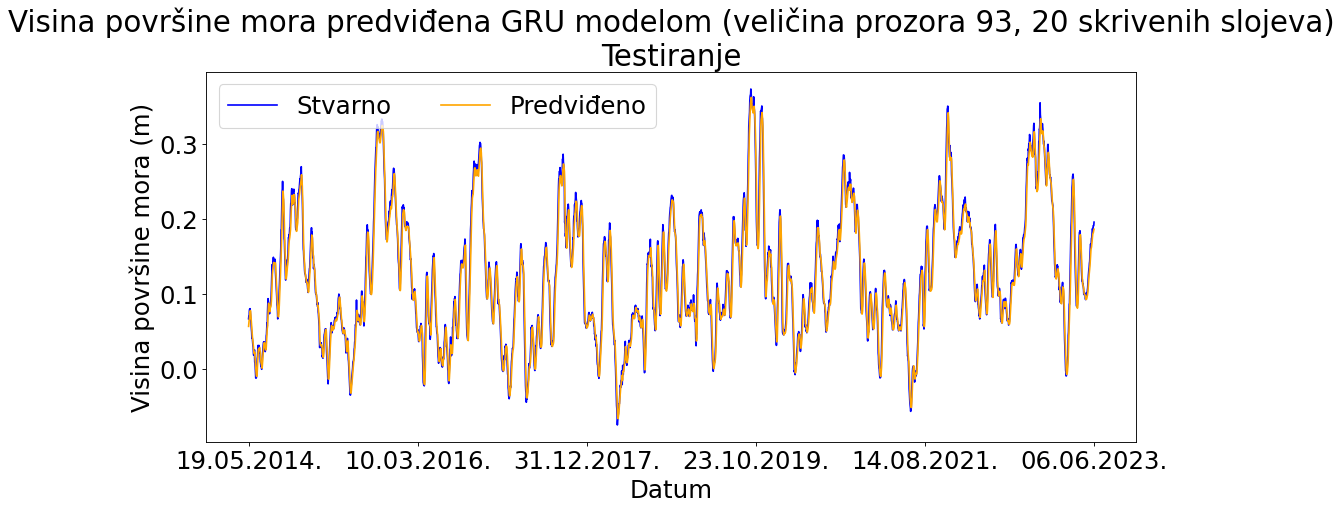 Visina površine mora predviđena GRU modelom (veličina prozora 93, 20 skrivenih slojeva)
Testiranje
Stvarno
Predviđeno
Visina površine mora (m)
0.3
0.2
0.1
0.0
19.05.2014.
10.03.2016.
31.12.2017.
23.10.2019.
14.08.2021.
06.06.2023.
Datum